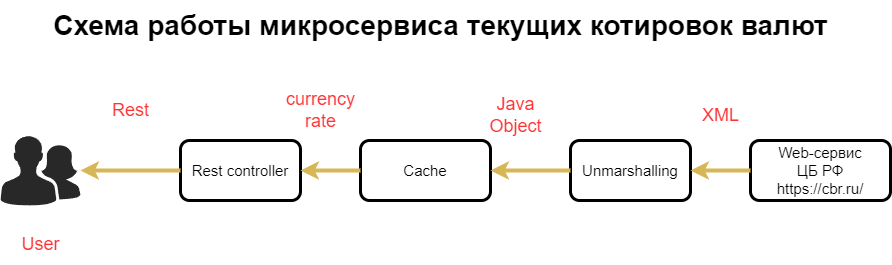 Схема работы микросервиса текущих котировок валют
Rest
currency
rate
Java
Object
XML
Rest controller
Cache
Unmarshalling
Web-сервис
ЦБ РФ
https://cbr.ru/
User